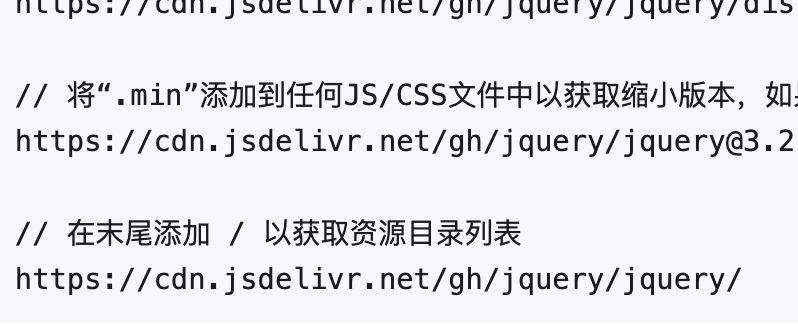 https://cdn.jsdelivr.net/gh/jquery/jquery/dis
// 将“.min”添加到任何JS/CSS文件中以获取缩小版本，如
https://cdn.jsdelivr.net/gh/jquery/jquery@3.2
// 在末尾添加 / 以获取资源目录列表
https://cdn.jsdelivr.net/gh/jquery/jquery/